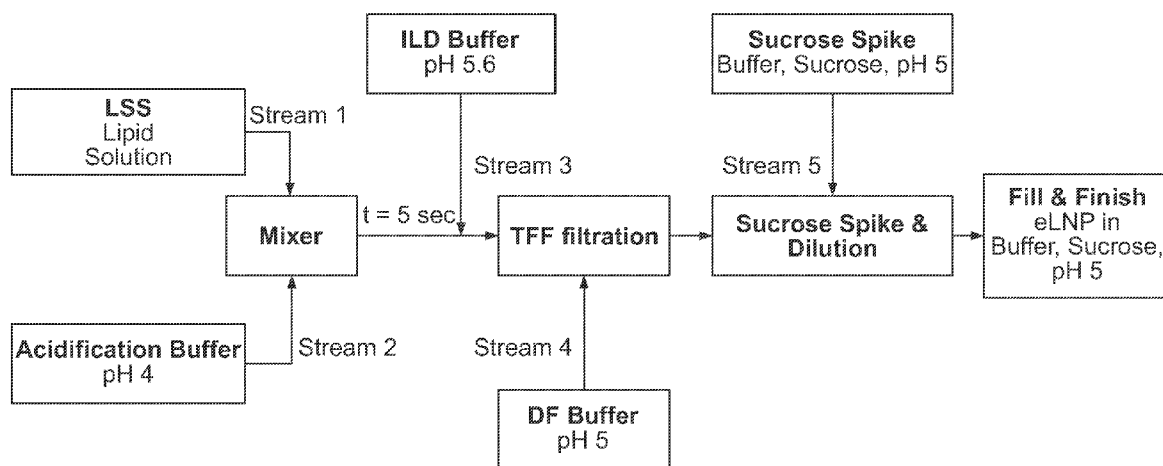 ILD Buffer
pH 5.6
Sucrose Spike
Buffer, Sucrose, pH 5
LSS
Lipid
Solution
Stream 1
Stream 3
Stream 5
Mixer
t = 5 sec
TFF filtration
Sucrose Spike &
Dilution
Fill & Finish
eLNP in
Buffer, Sucrose,
pH 5
Acidification Buffer
pH 4
Stream 2
Stream 4
DF Buffer
pH 5